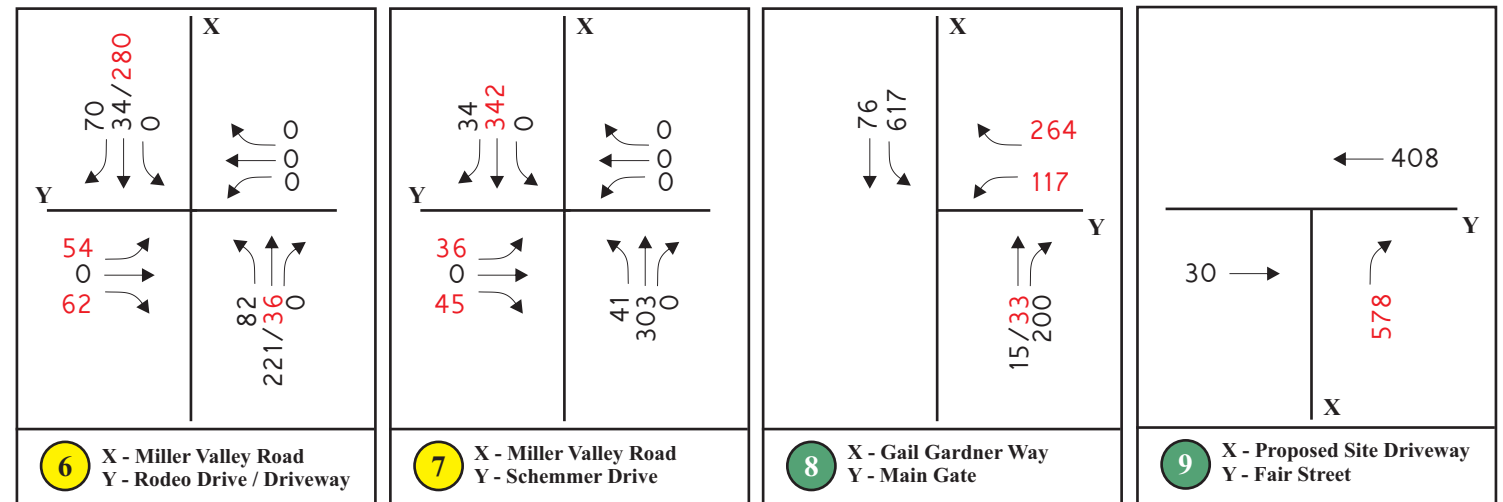 X
70
34/280
0
0
0
0
Y
54
0
62
82
221/36
0
6
X - Miller Valley Road
Y - Rodeo Drive / Driveway
X
34
342
0
0
0
0
Y
36
0
45
41
303
0
7
X - Miller Valley Road
Y - Schemmer Drive
X
76
617
264
117
Y
15/33
200
8
X - Gail Gardner Way
Y - Main Gate
408
Y
30
578
X
9
X - Proposed Site Driveway
Y - Fair Street